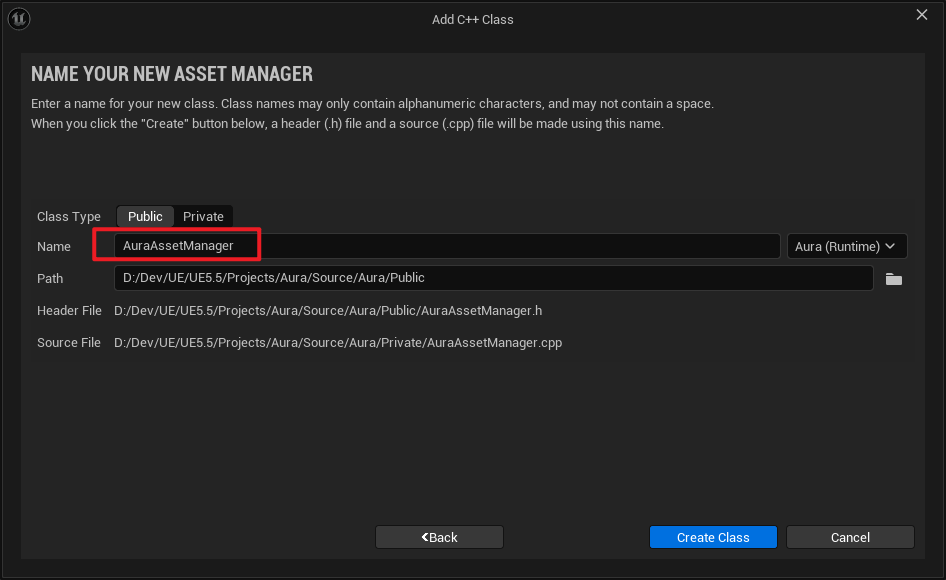 Add C++ Class
NAME YOUR NEW ASSET MANAGER
Enter a name for your new class. Class names may only contain alphanumeric characters, and may not contain a space.
When you click the "Create" button below, a header (.h) file and a source (.cpp) file will be made using this name.
Class Type Public Private
Name AuraAssetManager Aura (Runtime)
Path D:/Dev/UE/UE5.5/Projects/Aura/Source/Aura/Public
Header File D:/Dev/UE/UE5.5/Projects/Aura/Source/Aura/Public/AuraAssetManager.h
Source File D:/Dev/UE/UE5.5/Projects/Aura/Source/Aura/Private/AuraAssetManager.cpp
Back Create Class Cancel